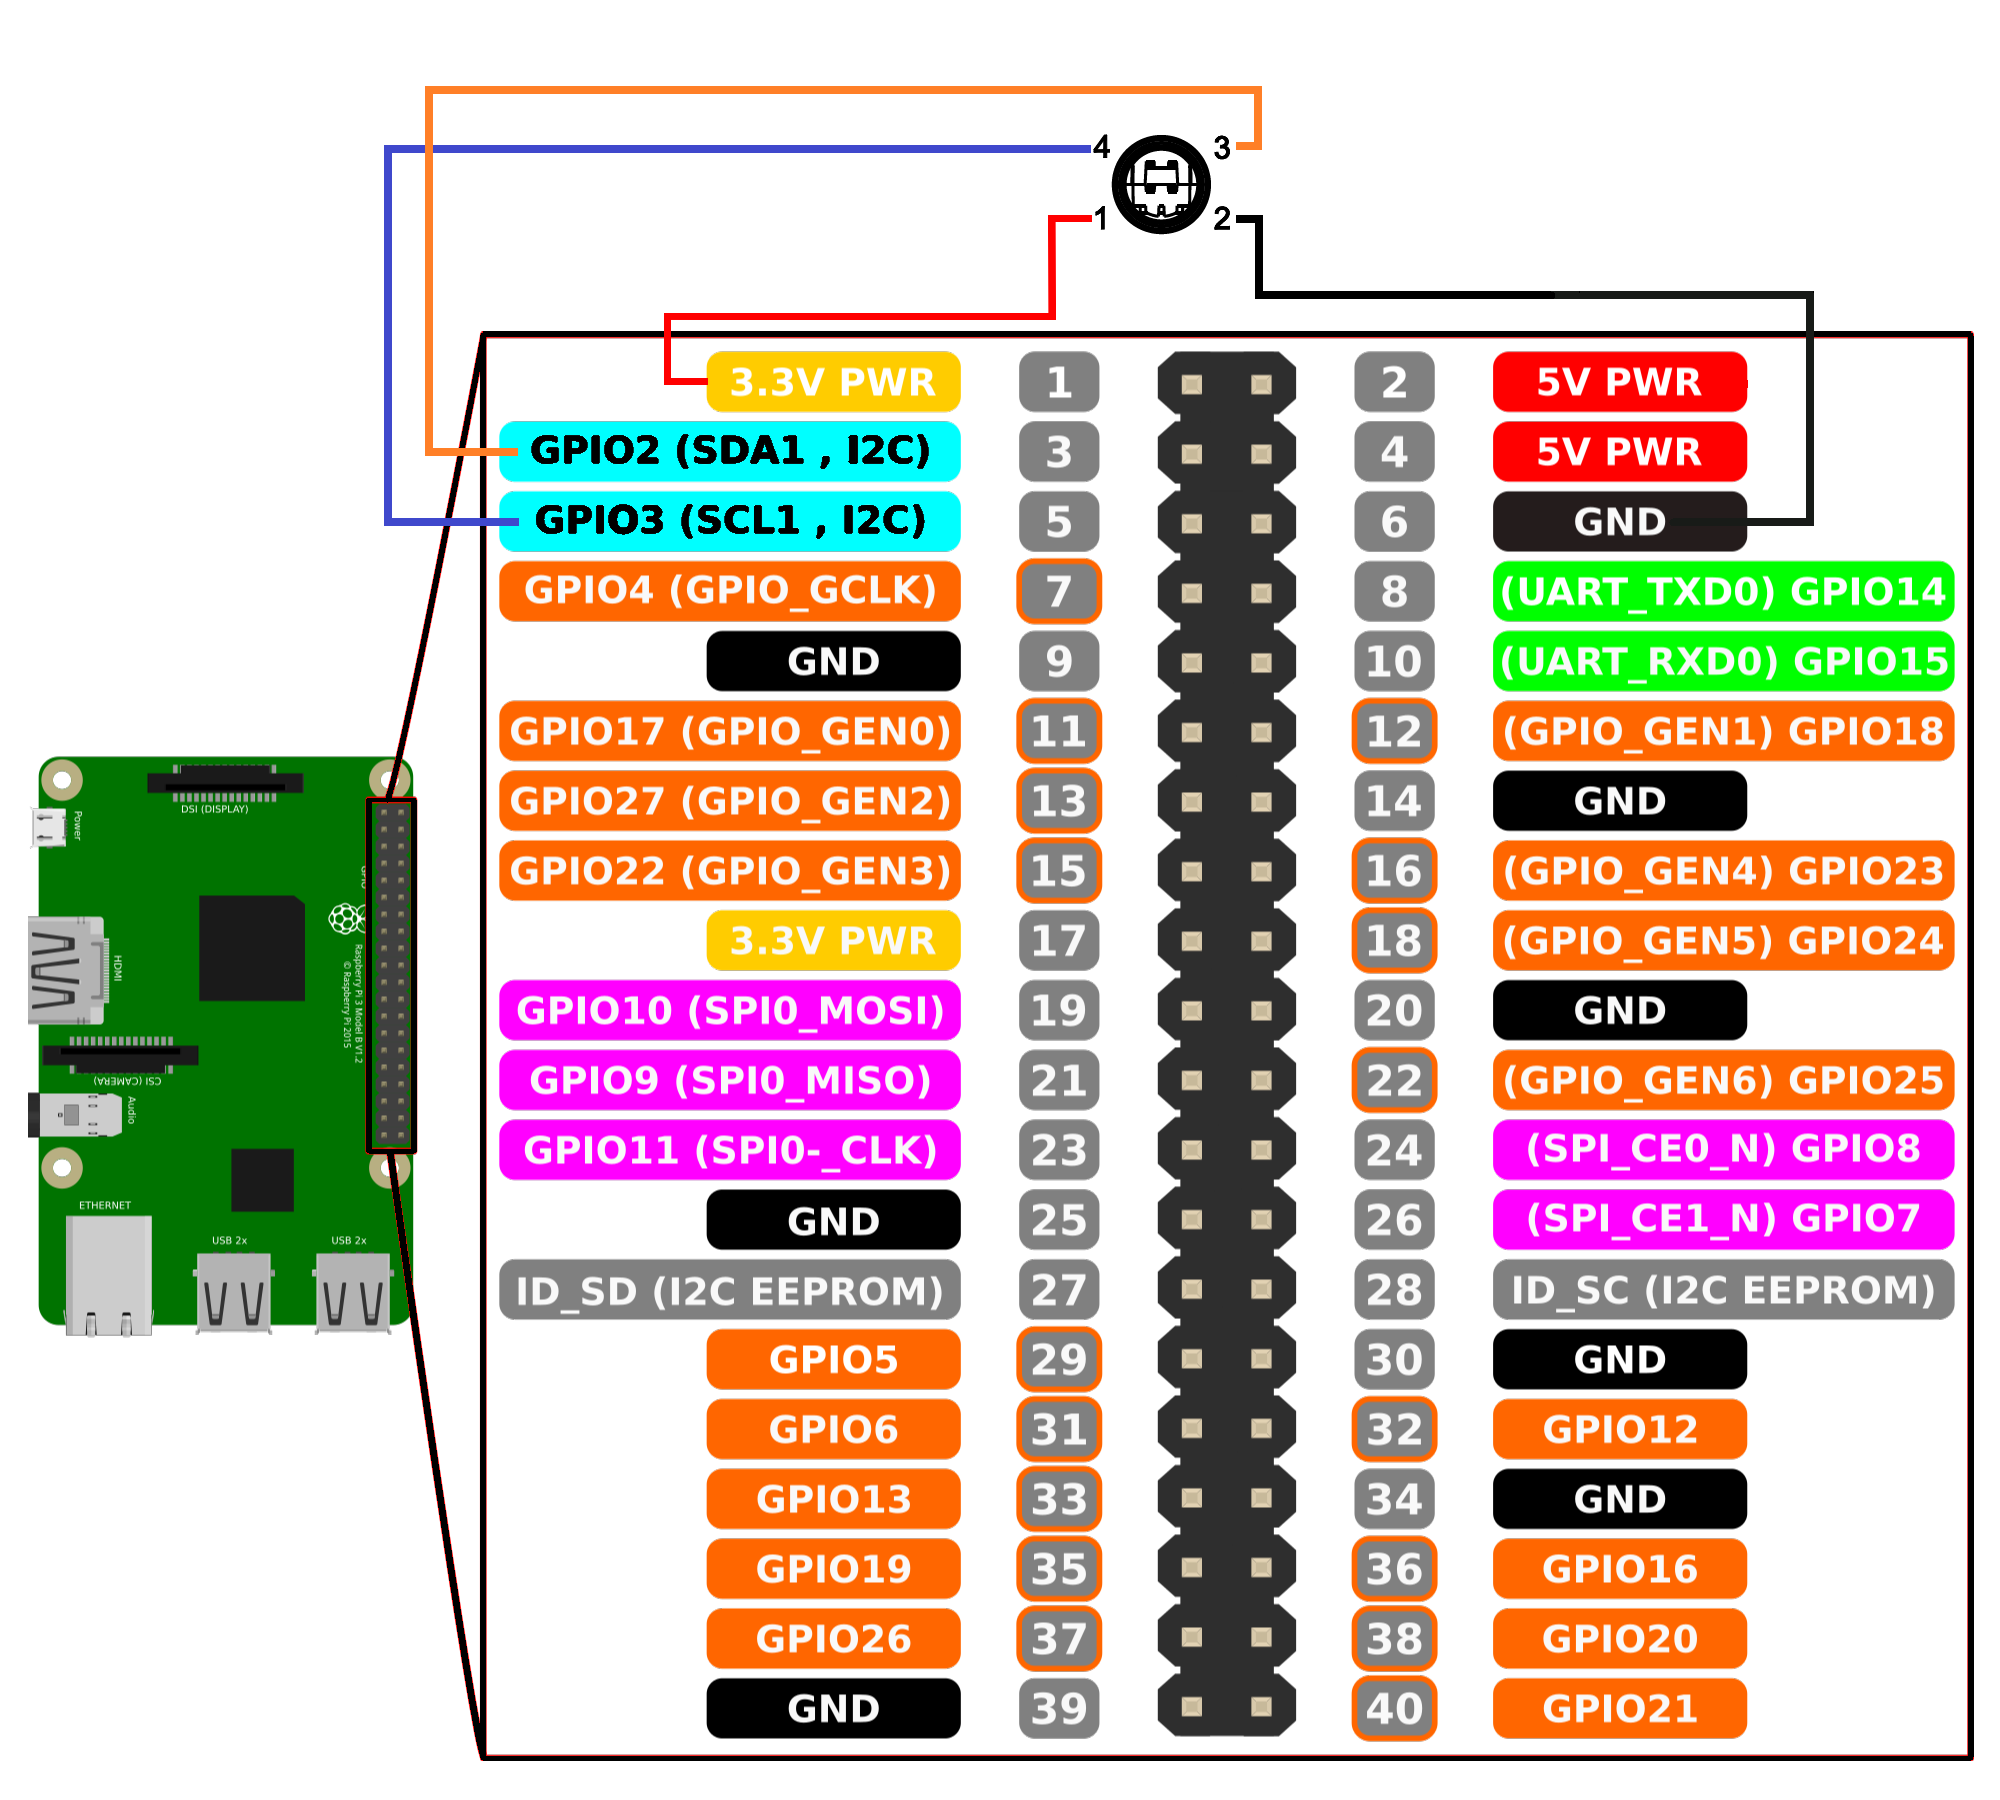 4 3
1 2
3.3V PWR 1 2 5V PWR
GPIO2 (SDA1 , I2C) 3 4 5V PWR
GPIO3 (SCL1 , I2C) 5 6 GND
GPIO4 (GPIO_GCLK) 7 8 (UART_TXD0) GPIO14
GND 9 10 (UART_RXD0) GPIO15
GPIO17 (GPIO_GEN0) 11 12 (GPIO_GEN1) GPIO18
GPIO27 (GPIO_GEN2) 13 14 GND
GPIO22 (GPIO_GEN3) 15 16 (GPIO_GEN4) GPIO23
3.3V PWR 17 18 (GPIO_GEN5) GPIO24
GPIO10 (SPI0_MOSI) 19 20 GND
GPIO9 (SPI0_MISO) 21 22 (GPIO_GEN6) GPIO25
GPIO11 (SPI0-_CLK) 23 24 (SPI_CE0_N) GPIO8
GND 25 26 (SPI_CE1_N) GPIO7
ID_SD (I2C EEPROM) 27 28 ID_SC (I2C EEPROM)
GPIO5 29 30 GND
GPIO6 31 32 GPIO12
GPIO13 33 34 GND
GPIO19 35 36 GPIO16
GPIO26 37 38 GPIO20
GND 39 40 GPIO21
DSI (DISPLAY)
Power
GPIO
Raspberry Pi 3 Model B V1.2
© Raspberry Pi 2015
HDMI
CSI (CAMERA)
Audio
ETHERNET
USB 2x
USB 2x